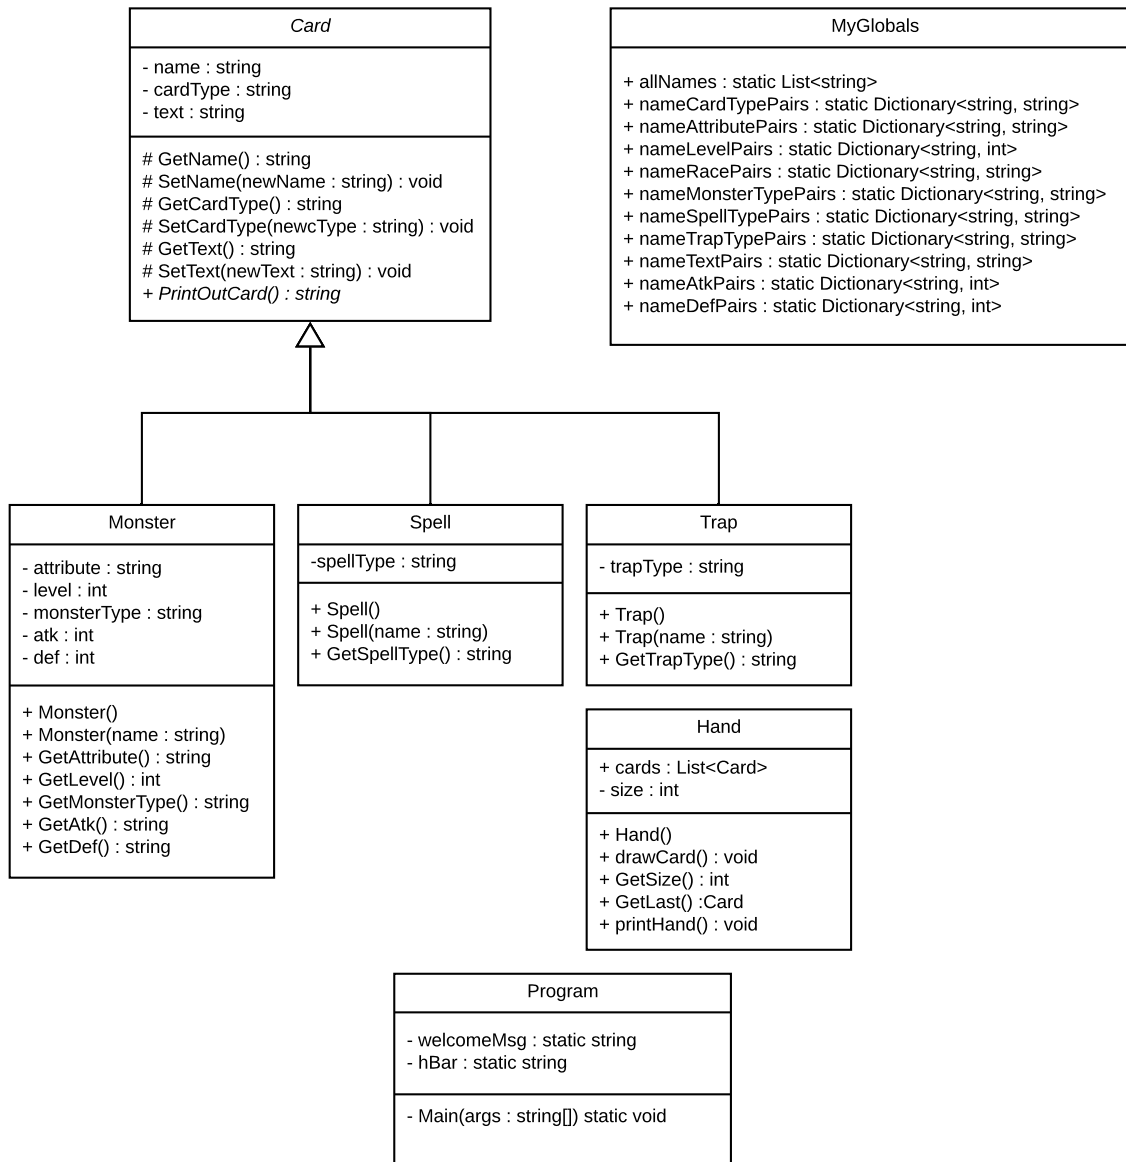 Card
- name : string
- cardType : string
- text : string
# GetName() : string
# SetName(newName : string) : void
# GetCardType() : string
# SetCardType(newcType : string) : void
# GetText() : string
# SetText(newText : string) : void
+ PrintOutCard() : string
MyGlobals
+ allNames : static List<string>
+ nameCardTypePairs : static Dictionary<string, string>
+ nameAttributePairs : static Dictionary<string, string>
+ nameLevelPairs : static Dictionary<string, int>
+ nameRacePairs : static Dictionary<string, string>
+ nameMonsterTypePairs : static Dictionary<string, string>
+ nameSpellTypePairs : static Dictionary<string, string>
+ nameTrapTypePairs : static Dictionary<string, string>
+ nameTextPairs : static Dictionary<string, string>
+ nameAtkPairs : static Dictionary<string, int>
+ nameDefPairs : static Dictionary<string, int>
Monster
- attribute : string
- level : int
- monsterType : string
- atk : int
- def : int
+ Monster()
+ Monster(name : string)
+ GetAttribute() : string
+ GetLevel() : int
+ GetMonsterType() : string
+ GetAtk() : string
+ GetDef() : string
Spell
-spellType : string
+ Spell()
+ Spell(name : string)
+ GetSpellType() : string
Trap
- trapType : string
+ Trap()
+ Trap(name : string)
+ GetTrapType() : string
Hand
+ cards : List<Card>
- size : int
+ Hand()
+ drawCard() : void
+ GetSize() : int
+ GetLast() :Card
+ printHand() : void
Program
- welcomeMsg : static string
- hBar : static string
- Main(args : string[]) static void